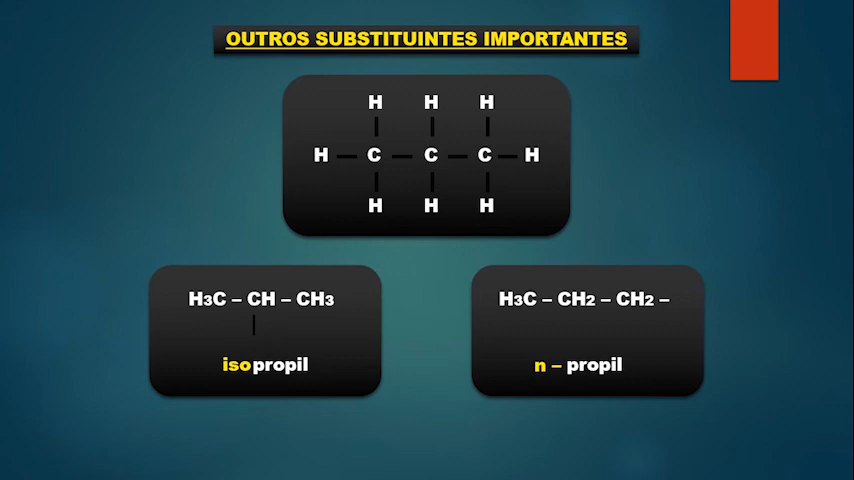 OUTROS SUBSTITUINTES IMPORTANTES
H H H
H – C – C – C – H
H H H
H3C – CH – CH3
isopropil
H3C – CH2 – CH2 –
n – propil